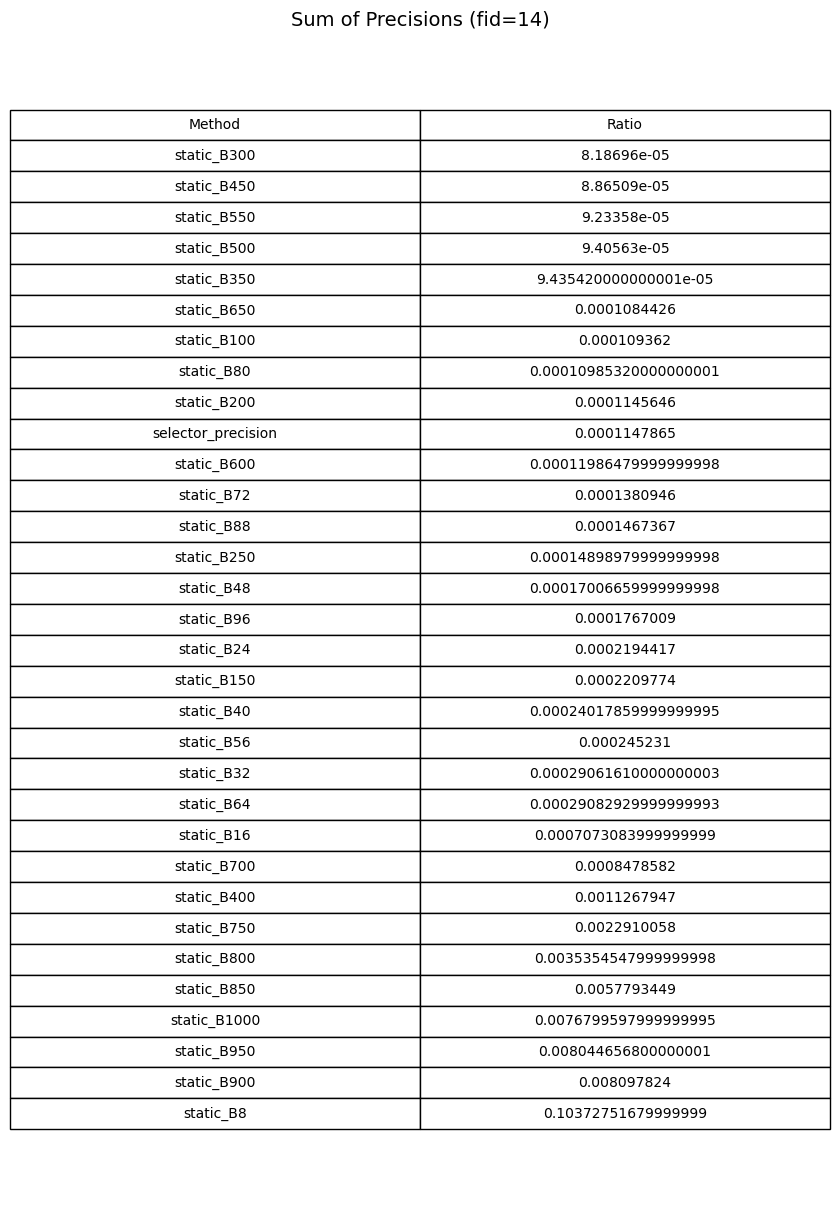 Sum of Precisions (fid=14)
Method Ratio
static_B300 8.18696e-05
static_B450 8.86509e-05
static_B550 9.23358e-05
static_B500 9.40563e-05
static_B350 9.435420000000001e-05
static_B650 0.0001084426
static_B100 0.000109362
static_B80 0.00010985320000000001
static_B200 0.0001145646
selector_precision 0.0001147865
static_B600 0.00011986479999999998
static_B72 0.0001380946
static_B88 0.0001467367
static_B250 0.00014898979999999998
static_B48 0.00017006659999999998
static_B96 0.0001767009
static_B24 0.0002194417
static_B150 0.0002209774
static_B40 0.00024017859999999995
static_B56 0.000245231
static_B32 0.00029061610000000003
static_B64 0.00029082929999999993
static_B16 0.0007073083999999999
static_B700 0.0008478582
static_B400 0.0011267947
static_B750 0.0022910058
static_B800 0.0035354547999999998
static_B850 0.0057793449
static_B1000 0.0076799597999999995
static_B950 0.008044656800000001
static_B900 0.008097824
static_B8 0.10372751679999999